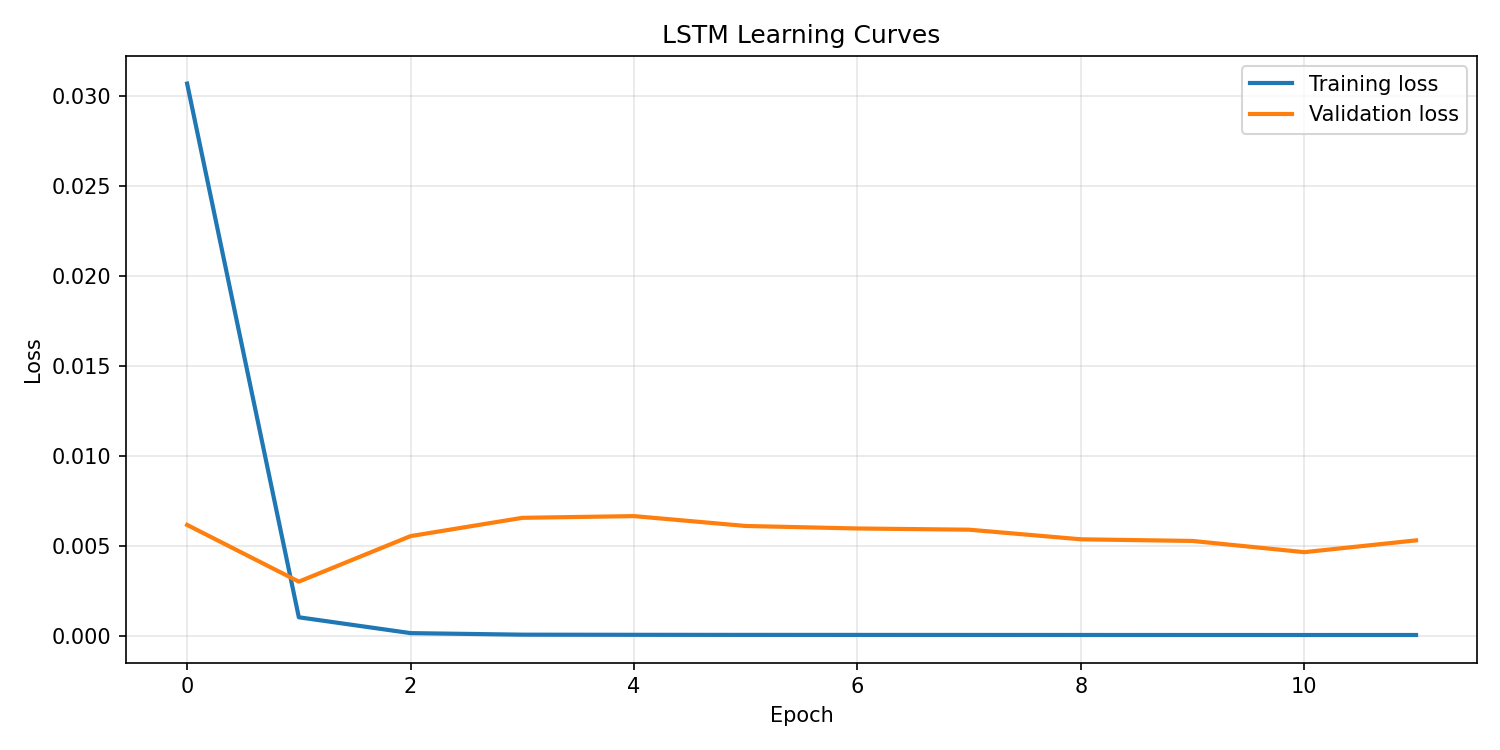 LSTM Learning Curves
Training loss
Validation loss
0.030
0.025
0.020
0.015
0.010
0.005
0.000
Loss
0 2 4 6 8 10
Epoch